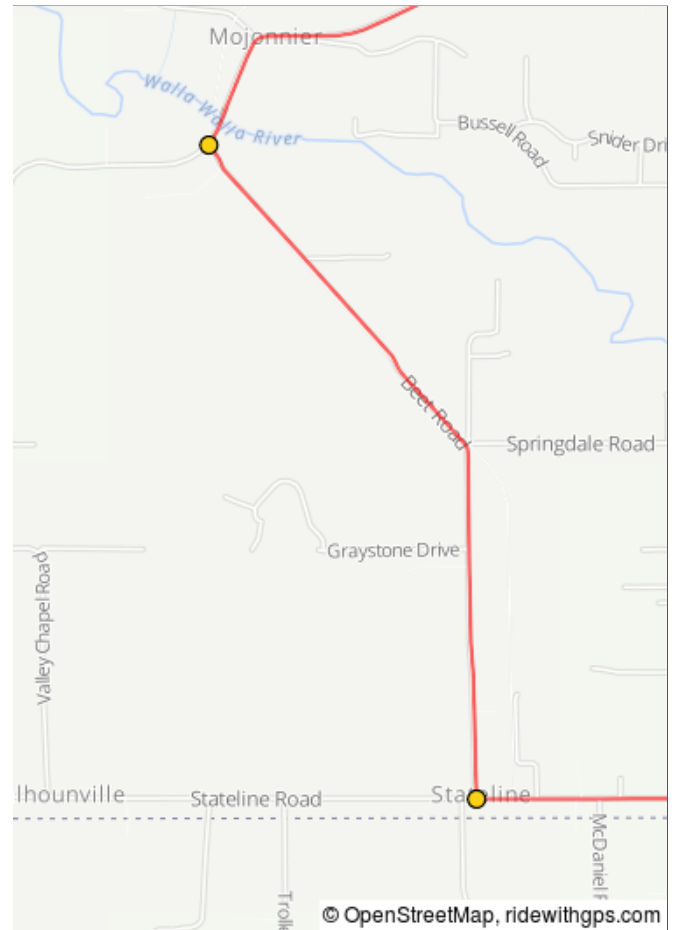 Mojonnier
Walla Walla River
Bussell Road
Snider Dri
Beet Road
Springdale Road
Graystone Drive
Valley Chapel Road
lhounville
Stateline Road
Stateline
McDaniel R
Trolle
© OpenStreetMap, ridewithgps.com